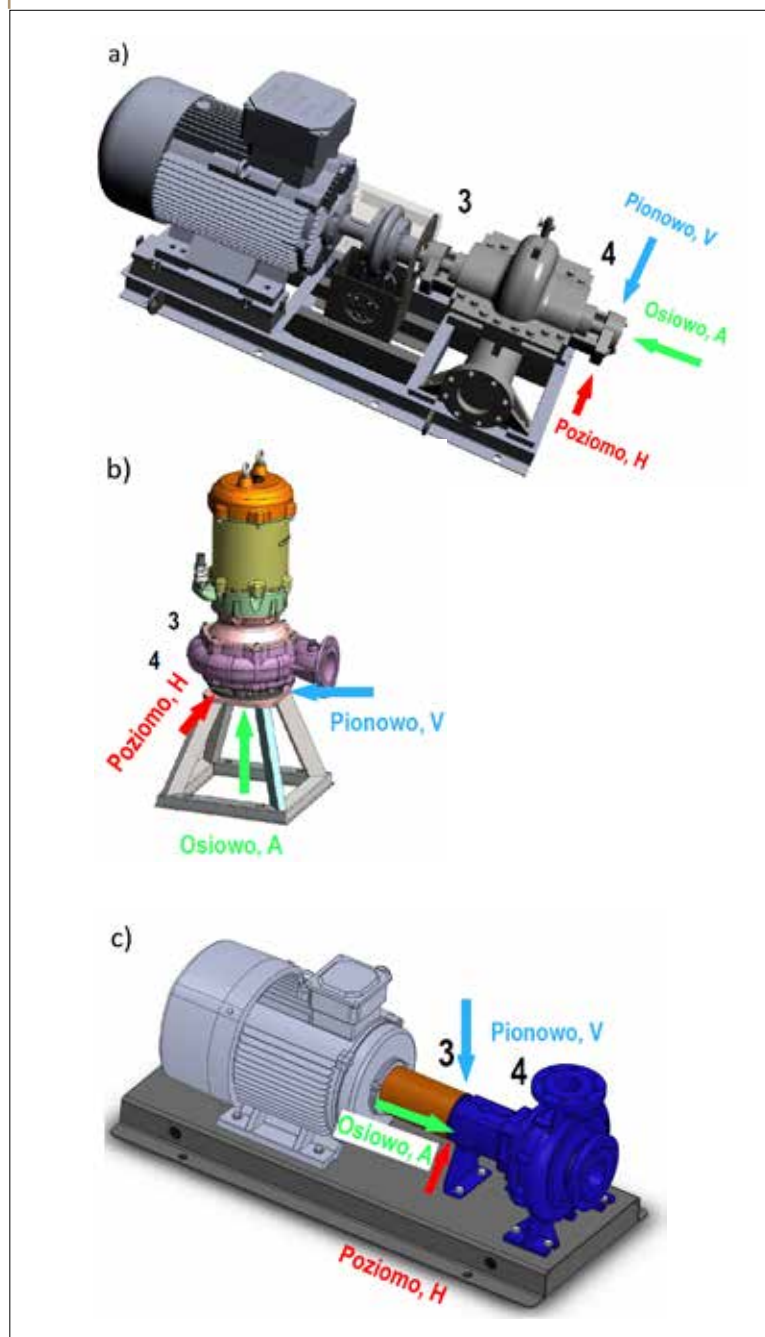 a)
3
4
Pionowo, V
Osiowo, A
Poziomo, H
b)
3
4
Poziomo, H
Pionowo, V
Osiowo, A
c)
3
Pionowo, V
4
Osiowo, A
Poziomo, H